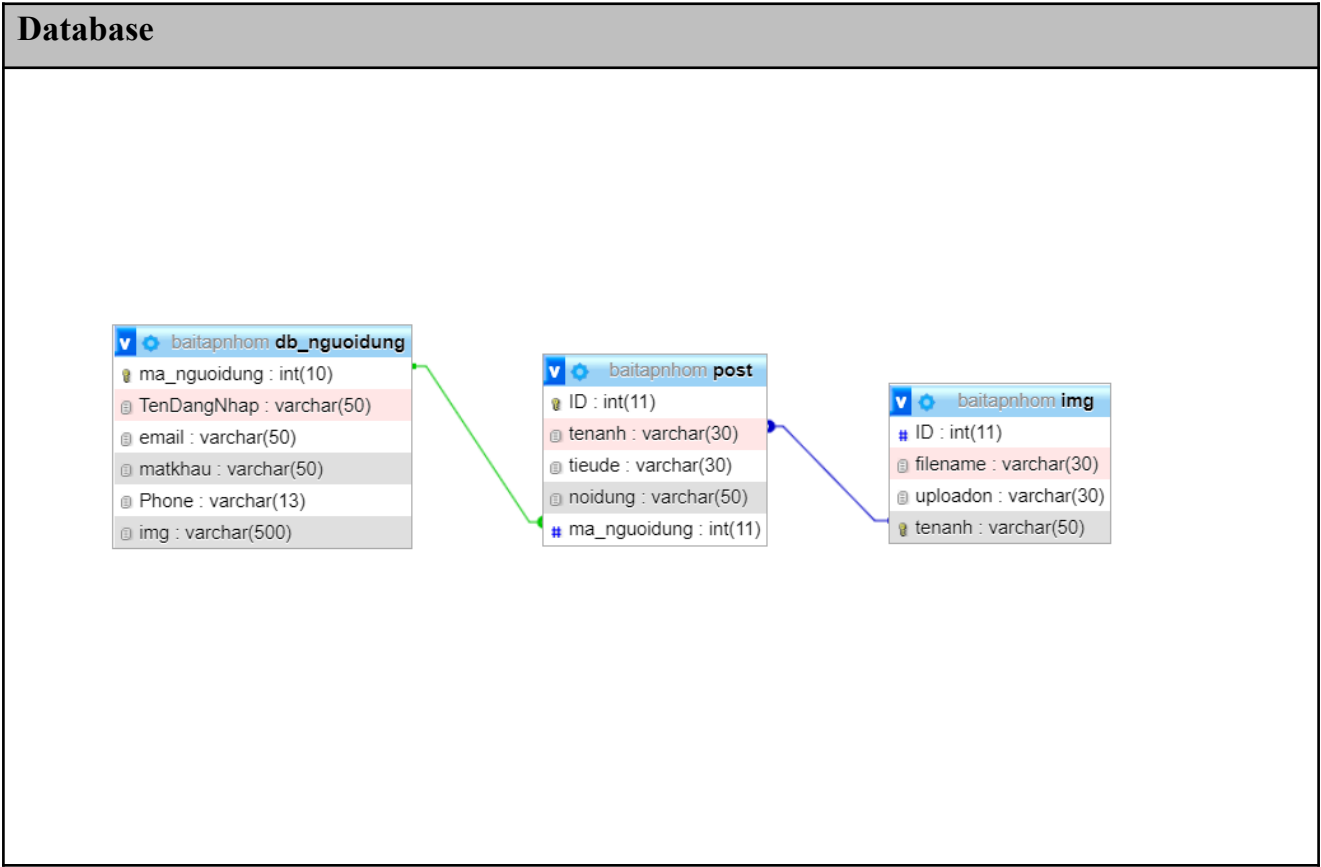 Database
baitapnhom db_nguoidung
ma_nguoidung : int(10)
TenDangNhap : varchar(50)
email : varchar(50)
matkhau : varchar(50)
Phone : varchar(13)
img : varchar(500)
baitapnhom post
ID : int(11)
tenanh : varchar(30)
tieude : varchar(30)
noidung : varchar(50)
# ma_nguoidung : int(11)
baitapnhom img
# ID : int(11)
filename : varchar(30)
uploadon : varchar(30)
tenanh : varchar(50)